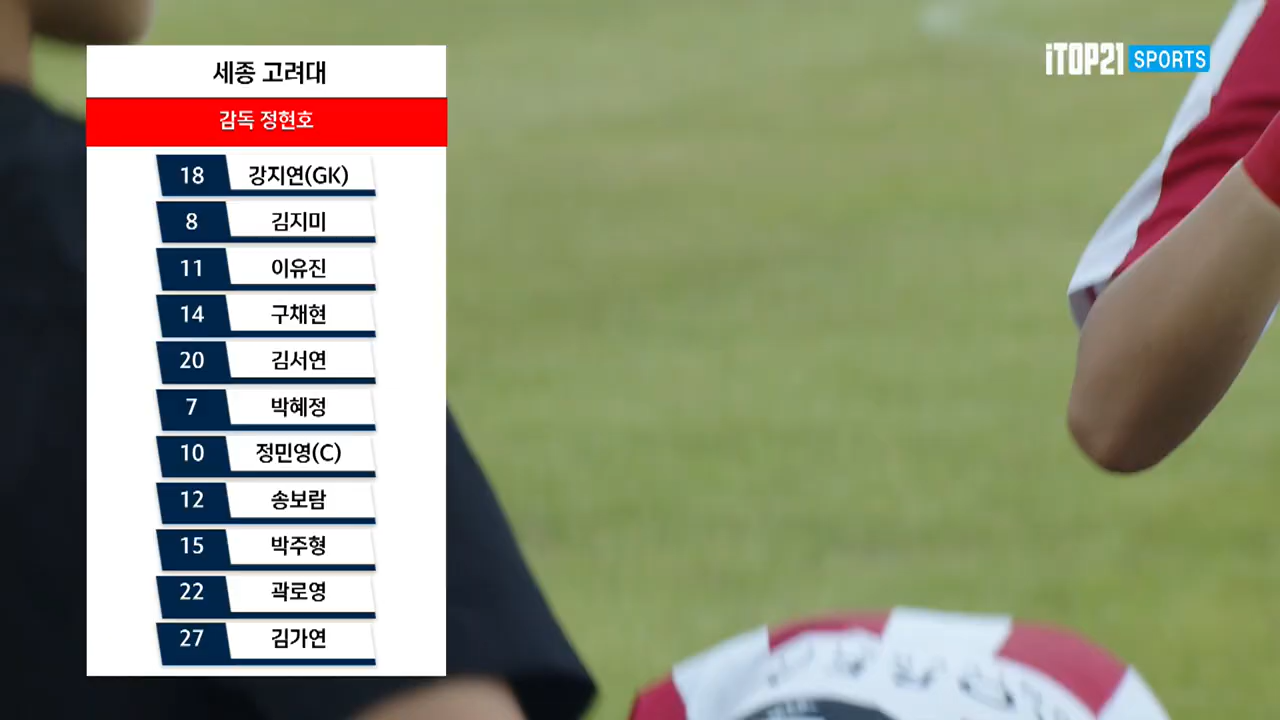 세종 고려대
감독 정현호
18 강지연(GK)
8 김지미
11 이유진
14 구채현
20 김서연
7 박혜정
10 정민영(C)
12 송보람
15 박주형
22 곽로영
27 김가연
iTOP21 SPORTS